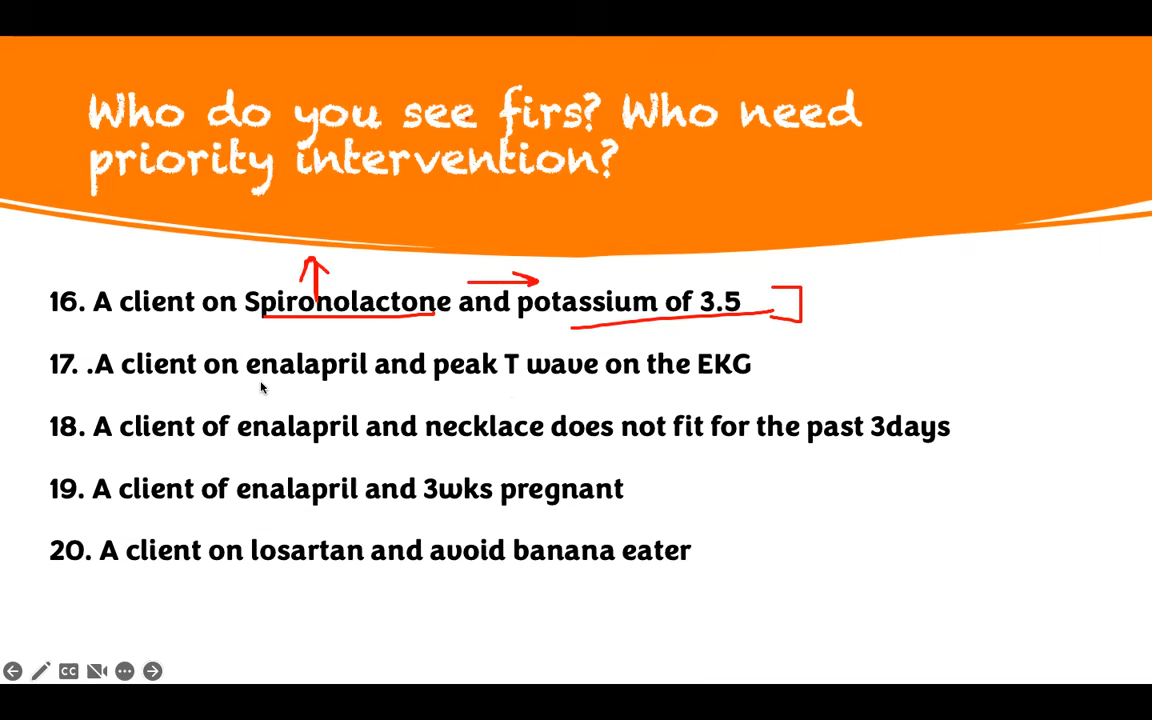 Who do you see firs? Who need
priority intervention?
16. A client on Spironolactone and potassium of 3.5
17. .A client on enalapril and peak T wave on the EKG
18. A client of enalapril and necklace does not fit for the past 3days
19. A client of enalapril and 3wks pregnant
20. A client on losartan and avoid banana eater
CC